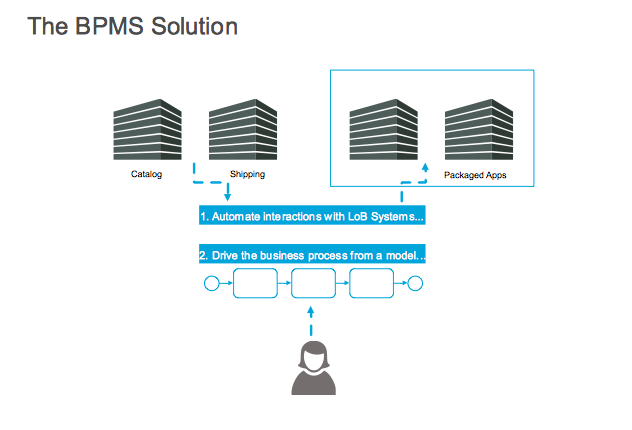 The BPMS Solution
Catalog
Shipping
Packaged Apps
1. Automate interactions with LoB Systems...
2. Drive the business process from a model...